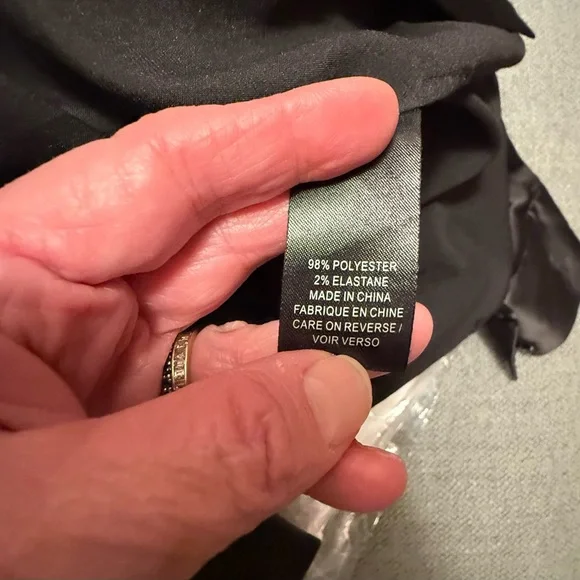 98% POLYESTER
2% ELASTANE
MADE IN CHINA
FABRIQUE EN CHINE
CARE ON REVERSE /
VOIR VERSO